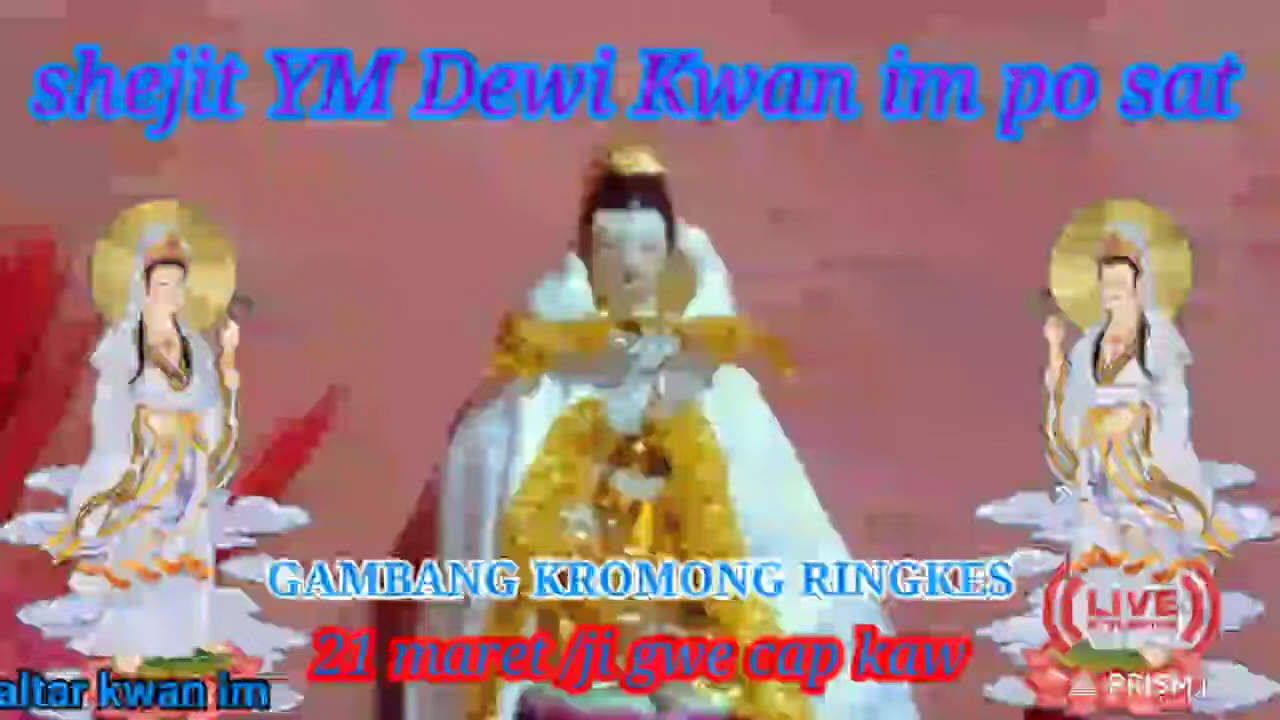 shejit YM Dewi Kwan im po sat
GAMBANG KROMONG RINGKES
LIVE
21 maret /ji gwe cap kaw
altar kwan im
PRISM